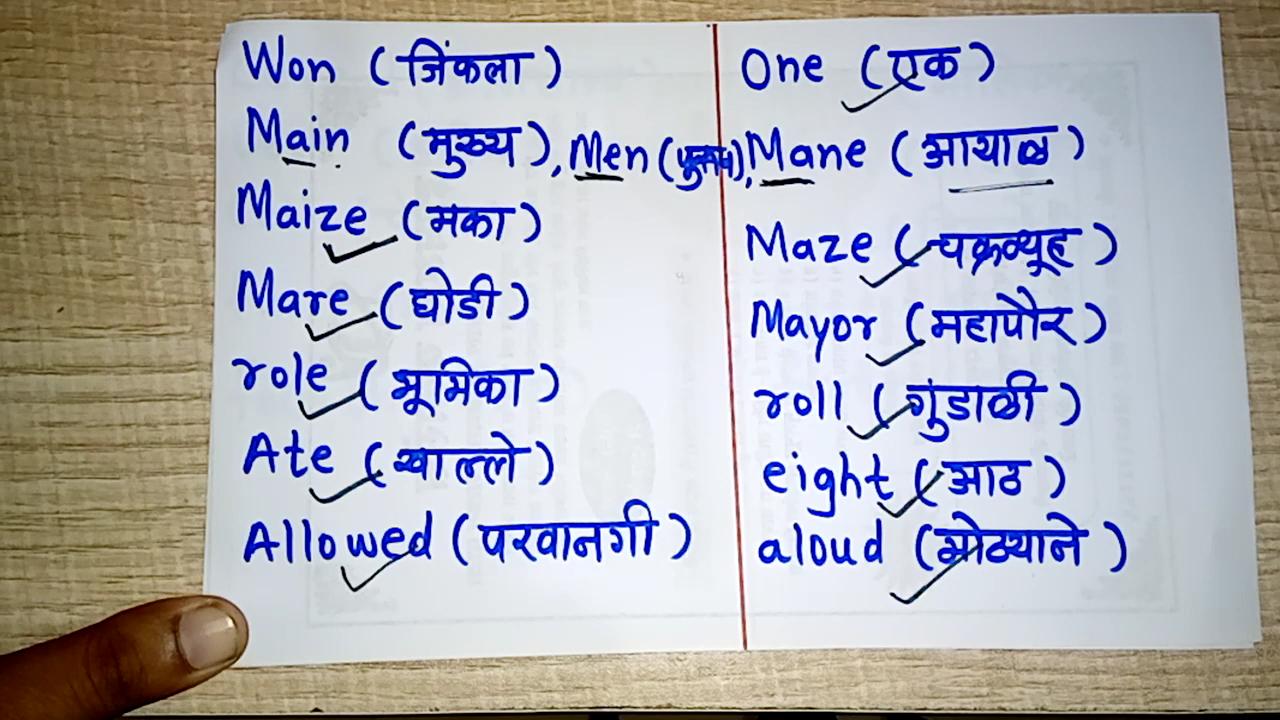 Won (जिंकला) One (एक)
Main (मुख्य), Men (पुरुष), Mane (आयाळ)
Maize (मका) Maze (चक्रव्यूह)
Mare (घोडी) Mayor (महापौर)
role (भूमिका) roll (गुंडाळी)
Ate (खाल्ले) eight (आठ)
Allowed (परवानगी) aloud (मोठ्याने)